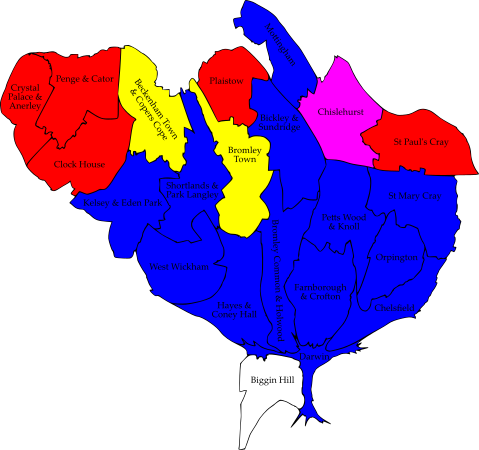 Mottingham
Crystal
Palace &
Anerley
Penge & Cator
Beckenham Town
& Copers Cope
Plaistow
Bickley &
Sundridge
Chislehurst
St Paul's Cray
Clock House
Bromley
Town
Kelsey & Eden Park
Shortlands &
Park Langley
St Mary Cray
Petts Wood
& Knoll
West Wickham
Bromley Common & Holwood
Orpington
Farnborough
& Crofton
Hayes &
Coney Hall
Chelsfield
Darwin
Biggin Hill